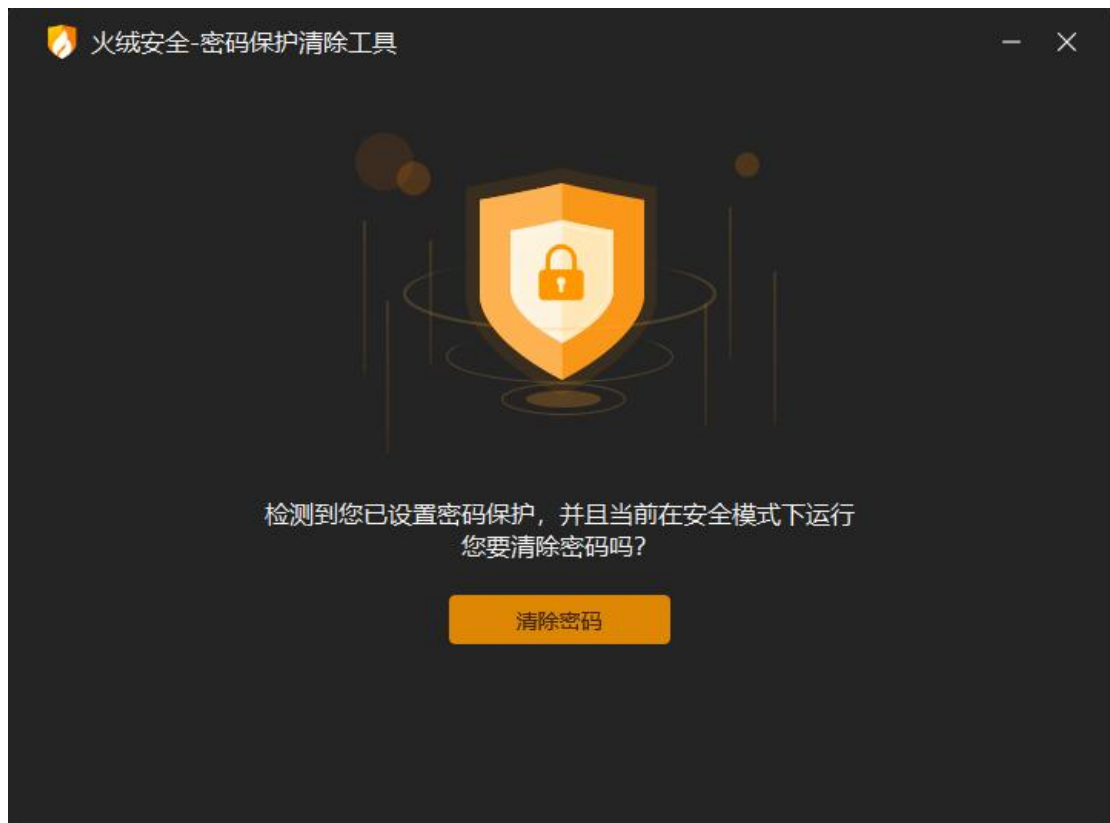 火绒安全-密码保护清除工具
检测到您已设置密码保护，并且当前在安全模式下运行
您要清除密码吗?
清除密码